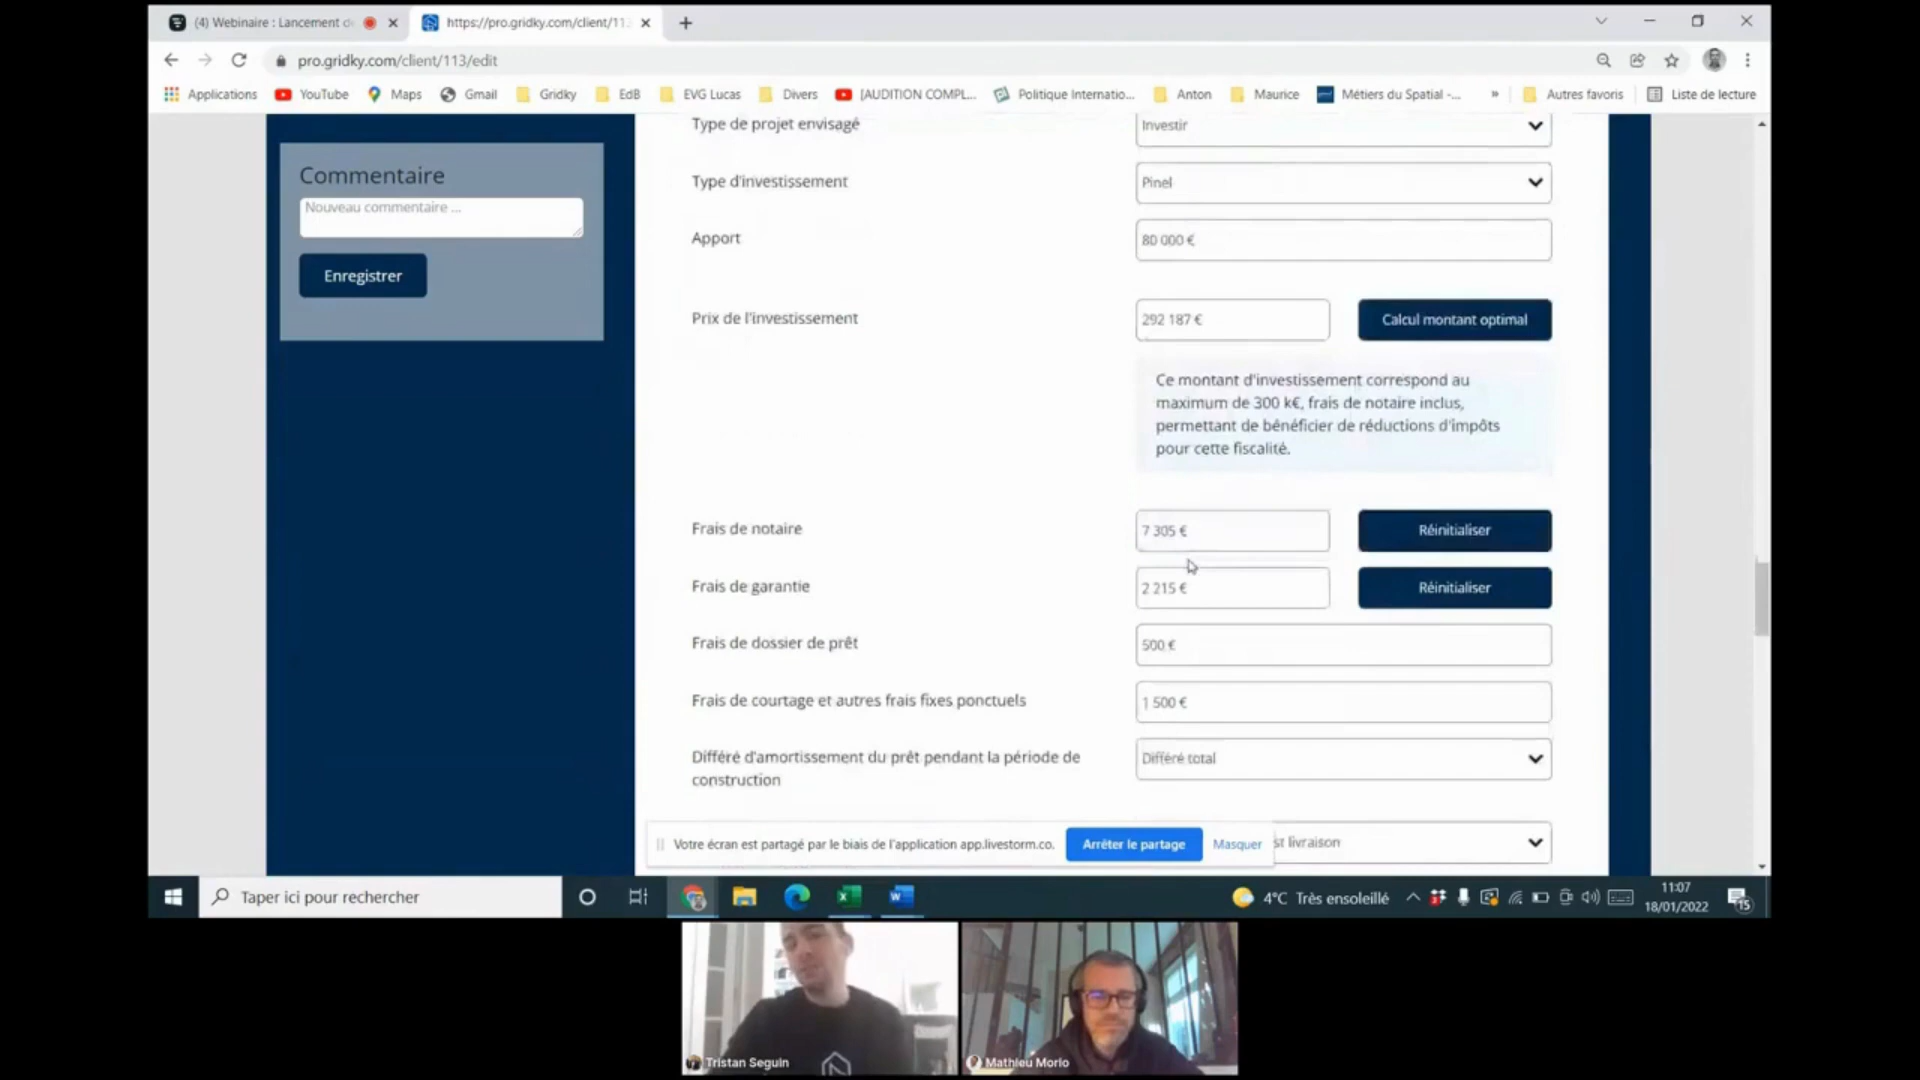 (4) Webinaire : Lancement d
https://pro.gridky.com/client/113
pro.gridky.com/client/113/edit
Applications
YouTube
Maps
Gmail
Gridky
EdB
EVG Lucas
Divers
[AUDITION COMPL...
Politique Internatio...
Anton
Maurice
Métiers du Spatial -...
»
Autres favoris
Liste de lecture
Commentaire
Nouveau commentaire ...
Enregistrer
Type de projet envisagé
Investir
Type d'investissement
Pinel
Apport
80 000 €
Prix de l'investissement
292 187 €
Calcul montant optimal
Ce montant d'investissement correspond au
maximum de 300 k€, frais de notaire inclus,
permettant de bénéficier de réductions d'impôts
pour cette fiscalité.
Frais de notaire
7 305 €
Réinitialiser
Frais de garantie
2 215 €
Réinitialiser
Frais de dossier de prêt
500 €
Frais de courtage et autres frais fixes ponctuels
1 500 €
Différé d'amortissement du prêt pendant la période de
construction
Différé total
Votre écran est partagé par le biais de l'application app.livestorm.co.
Arrêter le partage
Masquer
st livraison
Taper ici pour rechercher
4°C Très ensoleillé
11:07
18/01/2022
15
Tristan Seguin
Mathieu Morio